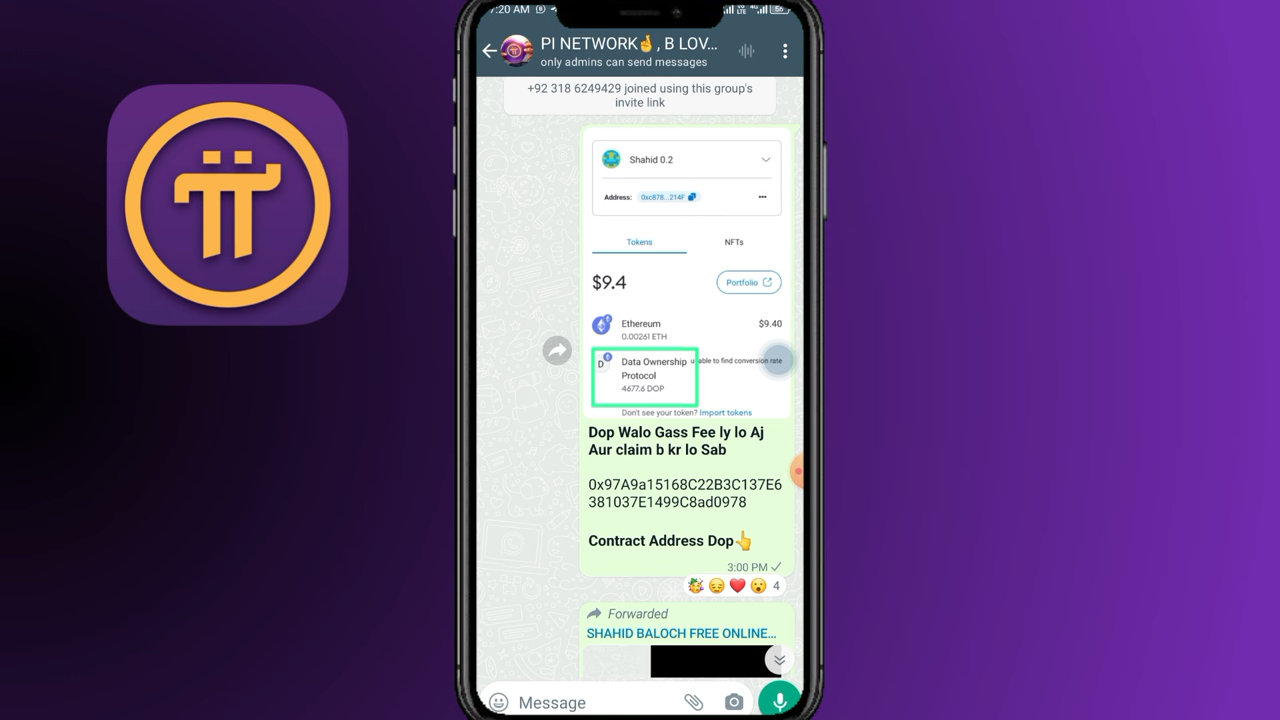 7:20 AM
56
PI NETWORK🤞, B LOV...
only admins can send messages
+92 318 6249429 joined using this group's
invite link
Shahid 0.2
Address: 0xc878...214F
Tokens NFTs
$9.4 Portfolio
Ethereum $9.40
0.00261 ETH
D Data Ownership unable to find conversion rate
Protocol
4677.6 DOP
Don't see your token? Import tokens
Dop Walo Gass Fee ly lo Aj
Aur claim b kr lo Sab
0x97A9a15168C22B3C137E6
381037E1499C8ad0978
Contract Address Dop👆
3:00 PM
4
Forwarded
SHAHID BALOCH FREE ONLINE...
Message